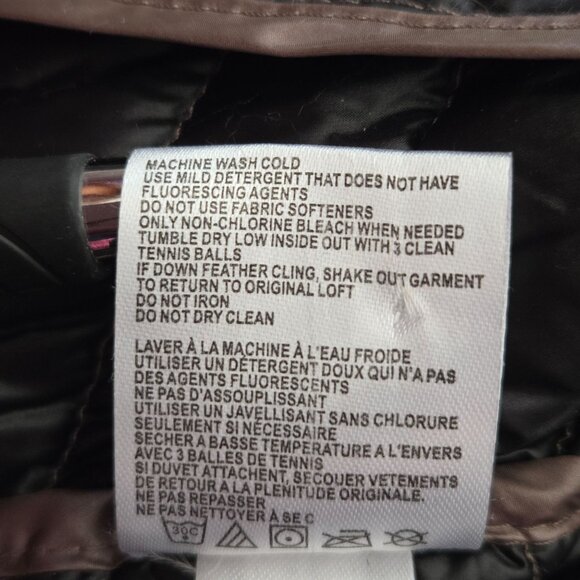 MACHINE WASH COLD
USE MILD DETERGENT THAT DOES NOT HAVE
FLUORESCING AGENTS
DO NOT USE FABRIC SOFTENERS
ONLY NON-CHLORINE BLEACH WHEN NEEDED
TUMBLE DRY LOW INSIDE OUT WITH 3 CLEAN
TENNIS BALLS
IF DOWN FEATHER CLING, SHAKE OUT GARMENT
TO RETURN TO ORIGINAL LOFT
DO NOT IRON
DO NOT DRY CLEAN
LAVER À LA MACHINE À L'EAU FROIDE
UTILISER UN DÉTERGENT DOUX QUI N'A PAS
DES AGENTS FLUORESCENTS
NE PAS D'ASSOUPLISSANT
UTILISER UN JAVELLISANT SANS CHLORURE
SEULEMENT SI NÉCESSAIRE
SECHER A BASSE TEMPERATURE A L'ENVERS
AVEC 3 BALLES DE TENNIS
SI DUVET ATTACHENT, SECOUER VETEMENTS
DE RETOUR A LA PLENITUDE ORIGINALE.
NE PAS REPASSER
NE PAS NETTOYER À SEC
30C